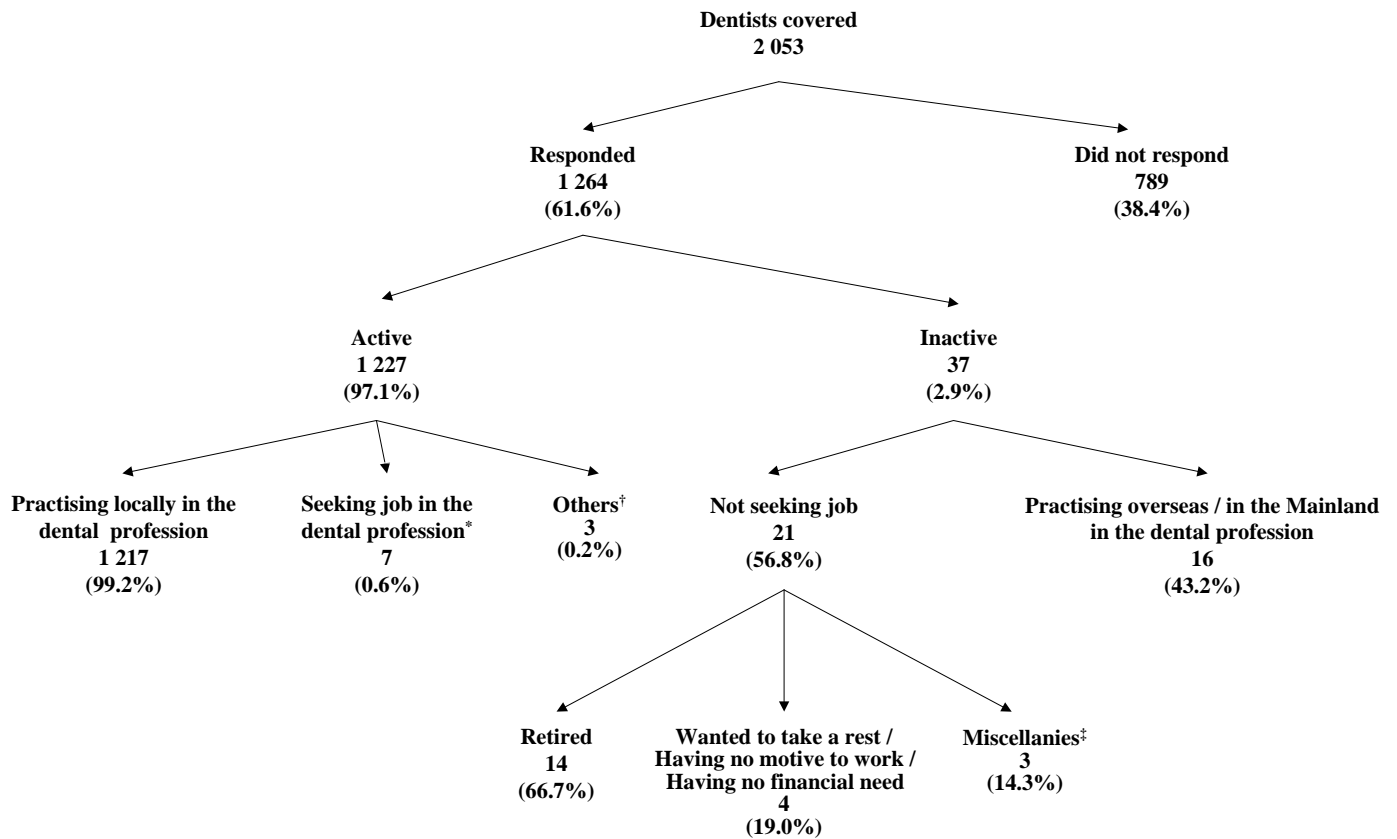 Dentists covered
2 053
Responded
1 264
(61.6%)
Did not respond
789
(38.4%)
Active
1 227
(97.1%)
Inactive
37
(2.9%)
Practising locally in the
dental profession
1 217
(99.2%)
Seeking job in the
dental profession*
7
(0.6%)
Others†
3
(0.2%)
Not seeking job
21
(56.8%)
Practising overseas / in the Mainland
in the dental profession
16
(43.2%)
Retired
14
(66.7%)
Wanted to take a rest /
Having no motive to work /
Having no financial need
4
(19.0%)
Miscellanies‡
3
(14.3%)